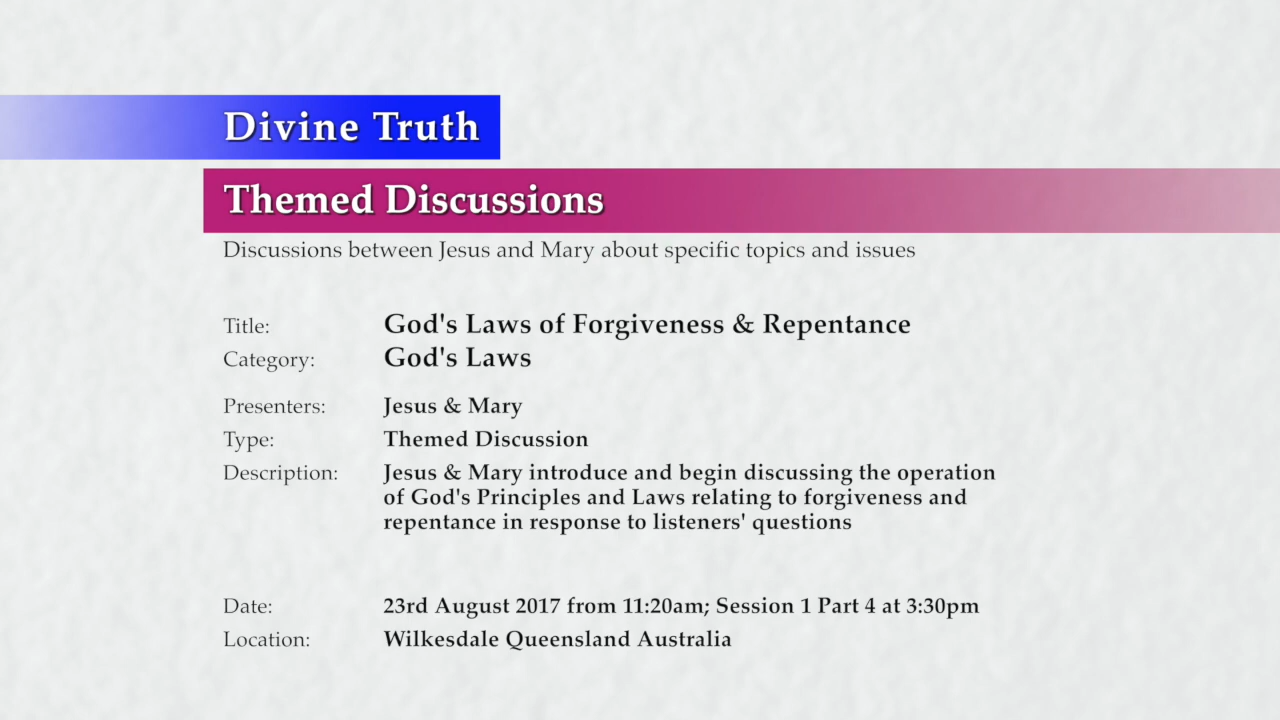 Divine Truth
Themed Discussions
Discussions between Jesus and Mary about specific topics and issues
Title: God's Laws of Forgiveness & Repentance
Category: God's Laws
Presenters: Jesus & Mary
Type: Themed Discussion
Description: Jesus & Mary introduce and begin discussing the operation
of God's Principles and Laws relating to forgiveness and
repentance in response to listeners' questions
Date: 23rd August 2017 from 11:20am; Session 1 Part 4 at 3:30pm
Location: Wilkesdale Queensland Australia